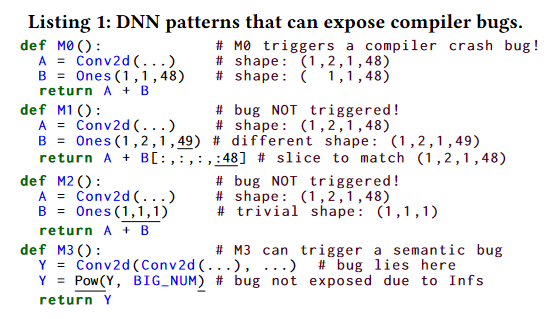 Listing 1: DNN patterns that can expose compiler bugs.
def M0(): # M0 triggers a compiler crash bug!
A = Conv2d(...) # shape: (1,2,1,48)
B = Ones(1,1,48) # shape: ( 1,1,48)
return A + B
def M1(): # bug NOT triggered!
A = Conv2d(...) # shape: (1,2,1,48)
B = Ones(1,2,1,49) # different shape: (1,2,1,49)
return A + B[:,:,:,:48] # slice to match (1,2,1,48)
def M2(): # bug NOT triggered!
A = Conv2d(...) # shape: (1,2,1,48)
B = Ones(1,1,1) # trivial shape: (1,1,1)
return A + B
def M3(): # M3 can trigger a semantic bug
Y = Conv2d(Conv2d(...), ...) # bug lies here
Y = Pow(Y, BIG_NUM) # bug not exposed due to Infs
return Y